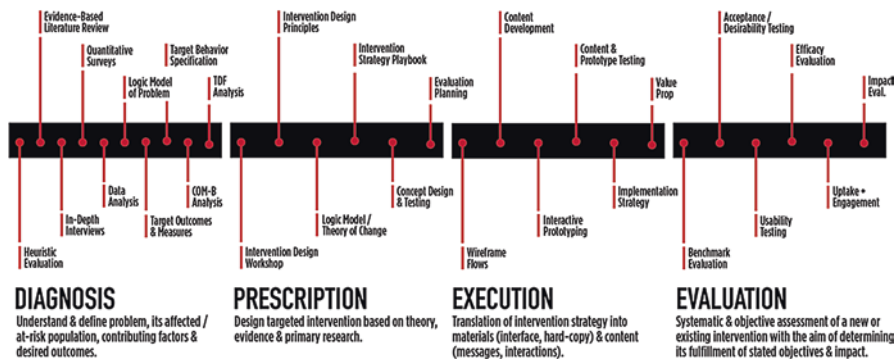 Evidence-Based
Literature Review
Quantitative
Surveys
Target Behavior
Specification
Logic Model
of Problem
TDF
Analysis
Heuristic
Evaluation
In-Depth
Interviews
Data
Analysis
Target Outcomes
& Measures
COM-B
Analysis
DIAGNOSIS
Understand & define problem, its affected /
at-risk population, contributing factors &
desired outcomes.
Intervention Design
Principles
Intervention
Strategy Playbook
Evaluation
Planning
Intervention Design
Workshop
Logic Model /
Theory of Change
Concept Design
& Testing
PRESCRIPTION
Design targeted intervention based on theory,
evidence & primary research.
Content
Development
Content &
Prototype Testing
Value
Prop
Wireframe
Flows
Interactive
Prototyping
Implementation
Strategy
EXECUTION
Translation of intervention strategy into
materials (interface, hard-copy) & content
(messages, interactions).
Acceptance /
Desirability Testing
Efficacy
Evaluation
Impact
Eval.
Benchmark
Evaluation
Usability
Testing
Uptake +
Engagement
EVALUATION
Systematic & objective assessment of a new or
existing intervention with the aim of determining
its fulfillment of stated objectives & impact.